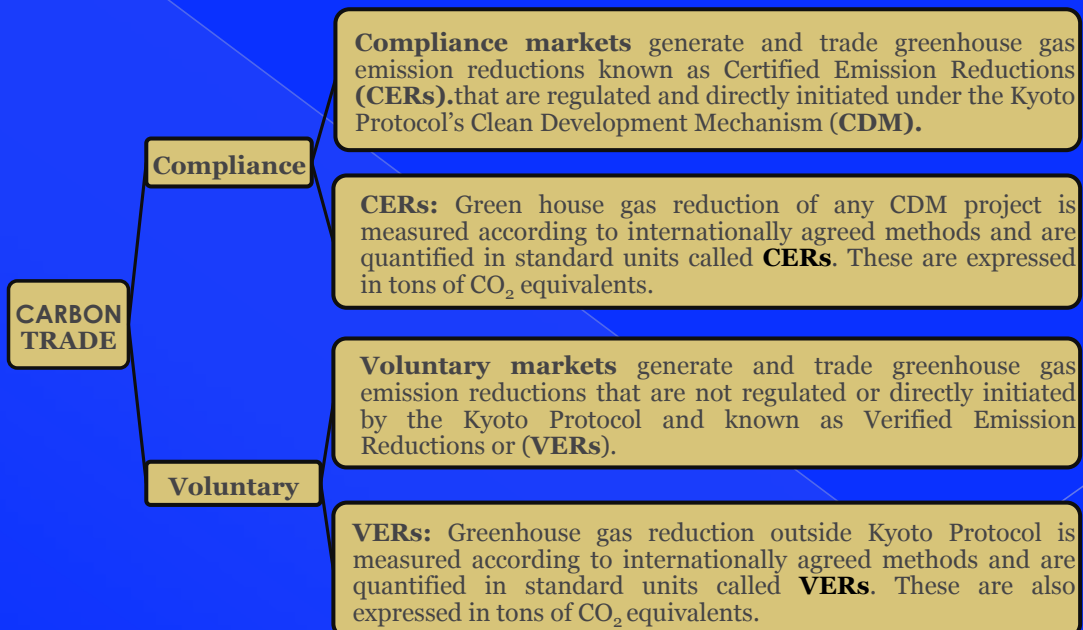 CARBON
TRADE
Compliance
Compliance markets generate and trade greenhouse gas
emission reductions known as Certified Emission Reductions
(CERs).that are regulated and directly initiated under the Kyoto
Protocol's Clean Development Mechanism (CDM).
CERs: Green house gas reduction of any CDM project is
measured according to internationally agreed methods and are
quantified in standard units called CERs. These are expressed
in tons of CO₂ equivalents.
Voluntary
Voluntary markets generate and trade greenhouse gas
emission reductions that are not regulated or directly initiated
by the Kyoto Protocol and known as Verified Emission
Reductions or (VERs).
VERs: Greenhouse gas reduction outside Kyoto Protocol is
measured according to internationally agreed methods and are
quantified in standard units called VERs. These are also
expressed in tons of CO₂ equivalents.